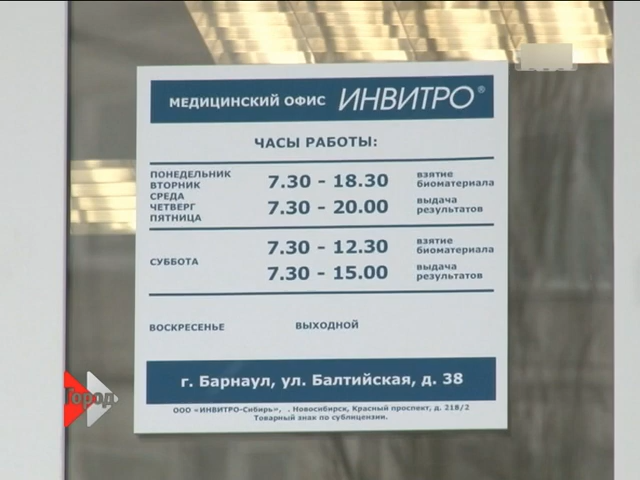 МЕДИЦИНСКИЙ ОФИС ИНВИТРО®
ЧАСЫ РАБОТЫ:
ПОНЕДЕЛЬНИК
ВТОРНИК
СРЕДА
ЧЕТВЕРГ
ПЯТНИЦА
7.30 - 18.30 взятие биоматериала
7.30 - 20.00 выдача результатов
СУББОТА
7.30 - 12.30 взятие биоматериала
7.30 - 15.00 выдача результатов
ВОСКРЕСЕНЬЕ ВЫХОДНОЙ
г. Барнаул, ул. Балтийская, д. 38
ООО «ИНВИТРО-Сибирь», . Новосибирск, Красный проспект, д. 218/2
Товарный знак по сублицензии.
Город